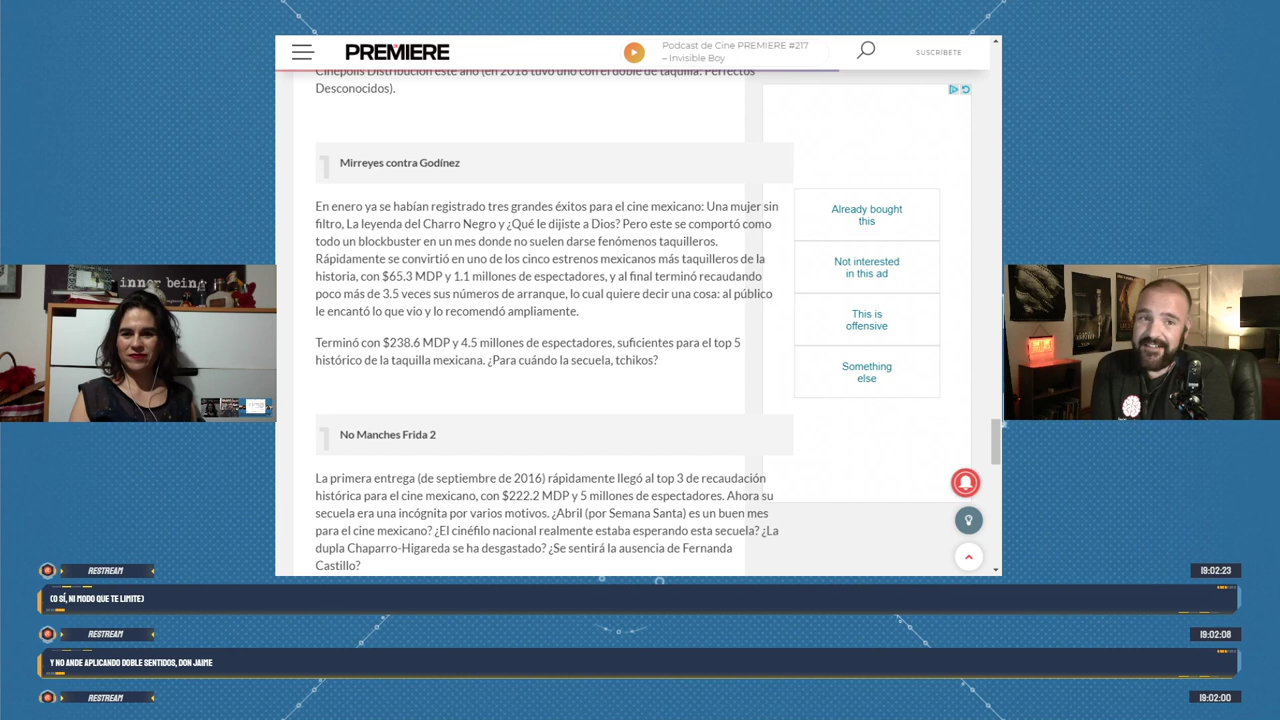 PREMIERE
Podcast de Cine PREMIERE #217
– Invisible Boy
SUSCRÍBETE
Cinépolis Distribución este año (en 2018 tuvo uno con el doble de taquilla: Perfectos
Desconocidos).
1 Mirreyes contra Godínez
En enero ya se habían registrado tres grandes éxitos para el cine mexicano: Una mujer sin
filtro, La leyenda del Charro Negro y ¿Qué le dijiste a Dios? Pero este se comportó como
todo un blockbuster en un mes donde no suelen darse fenómenos taquilleros.
Rápidamente se convirtió en uno de los cinco estrenos mexicanos más taquilleros de la
historia, con $65.3 MDP y 1.1 millones de espectadores, y al final terminó recaudando
poco más de 3.5 veces sus números de arranque, lo cual quiere decir una cosa: al público
le encantó lo que vio y lo recomendó ampliamente.
Terminó con $238.6 MDP y 4.5 millones de espectadores, suficientes para el top 5
histórico de la taquilla mexicana. ¿Para cuándo la secuela, tchikos?
1 No Manches Frida 2
La primera entrega (de septiembre de 2016) rápidamente llegó al top 3 de recaudación
histórica para el cine mexicano, con $222.2 MDP y 5 millones de espectadores. Ahora su
secuela era una incógnita por varios motivos. ¿Abril (por Semana Santa) es un buen mes
para el cine mexicano? ¿El cinéfilo nacional realmente estaba esperando esta secuela? ¿La
dupla Chaparro-Higareda se ha desgastado? ¿Se sentirá la ausencia de Fernanda
Castillo?
Already bought
this
Not interested
in this ad
This is
offensive
Something
else
inner being
RESTREAM
19:02:23
(O SÍ, NI MODO QUE TE LIMITE)
RESTREAM
19:02:08
Y NO ANDE APLICANDO DOBLE SENTIDOS, DON JAIME
RESTREAM
19:02:00